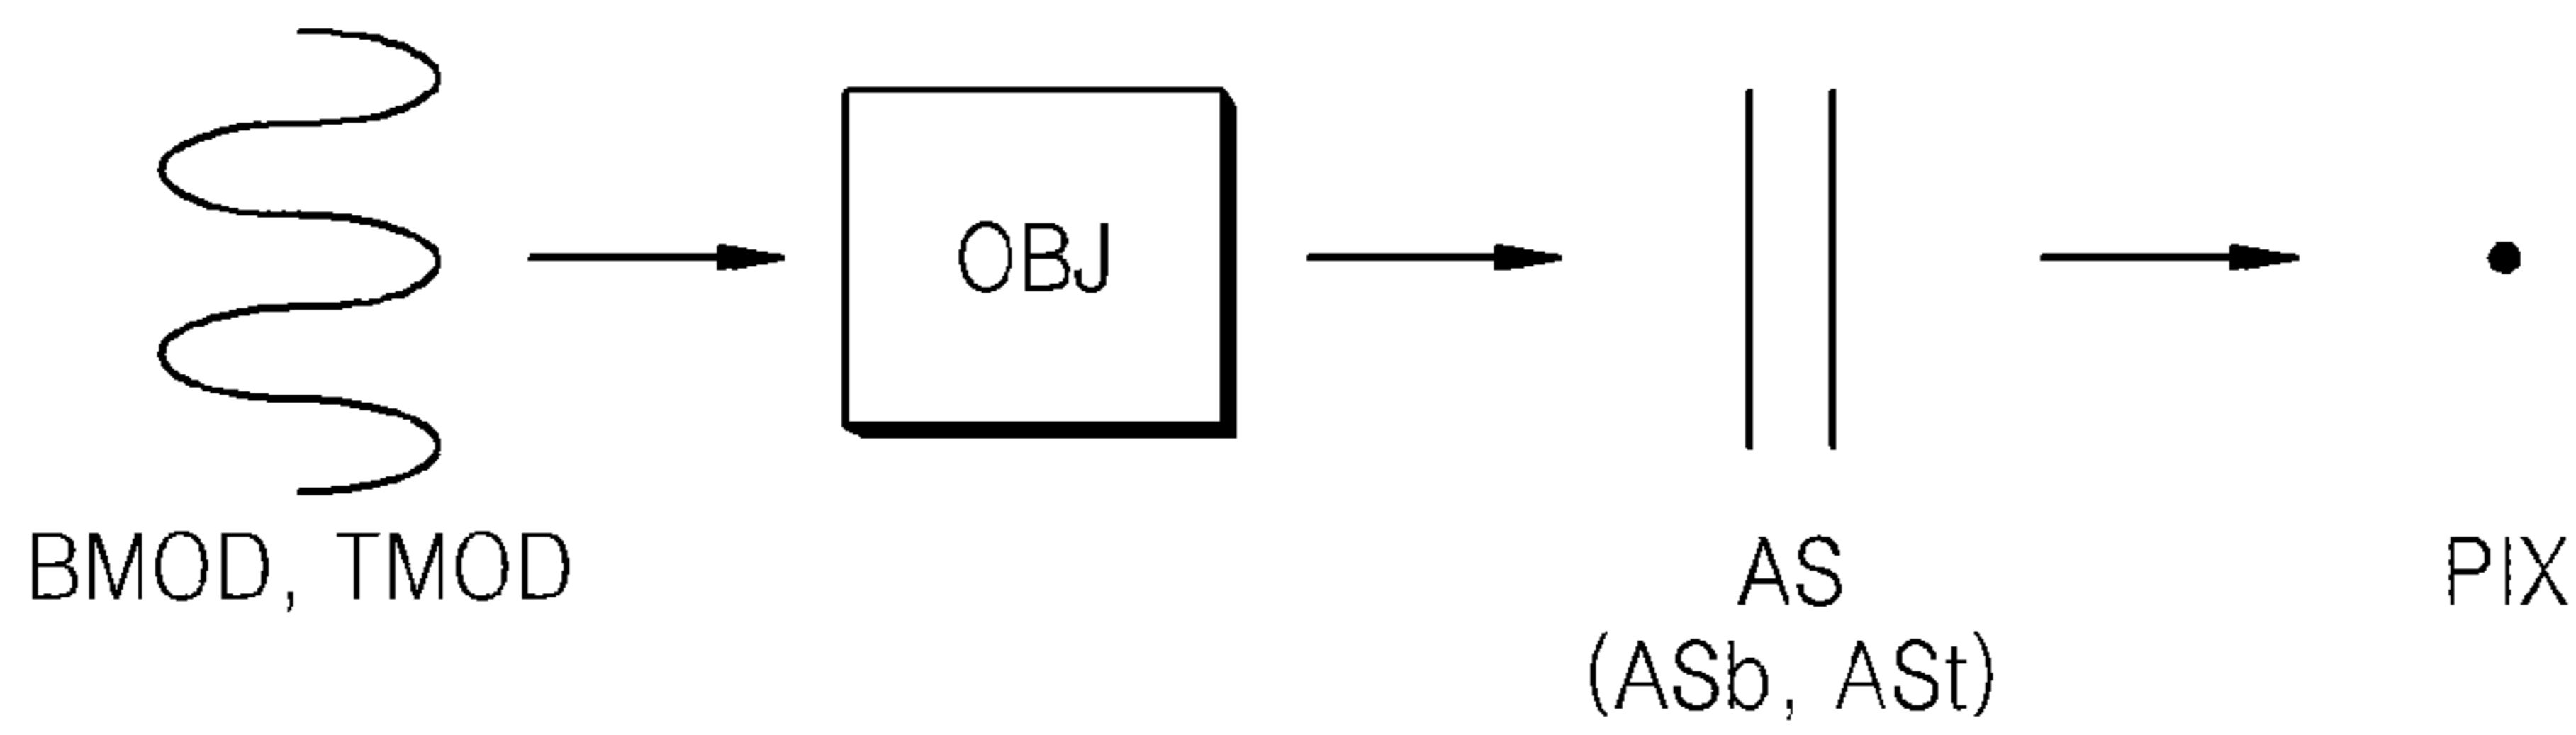 OBJ
BMOD, TMOD
AS
(ASb, ASt)
PIX